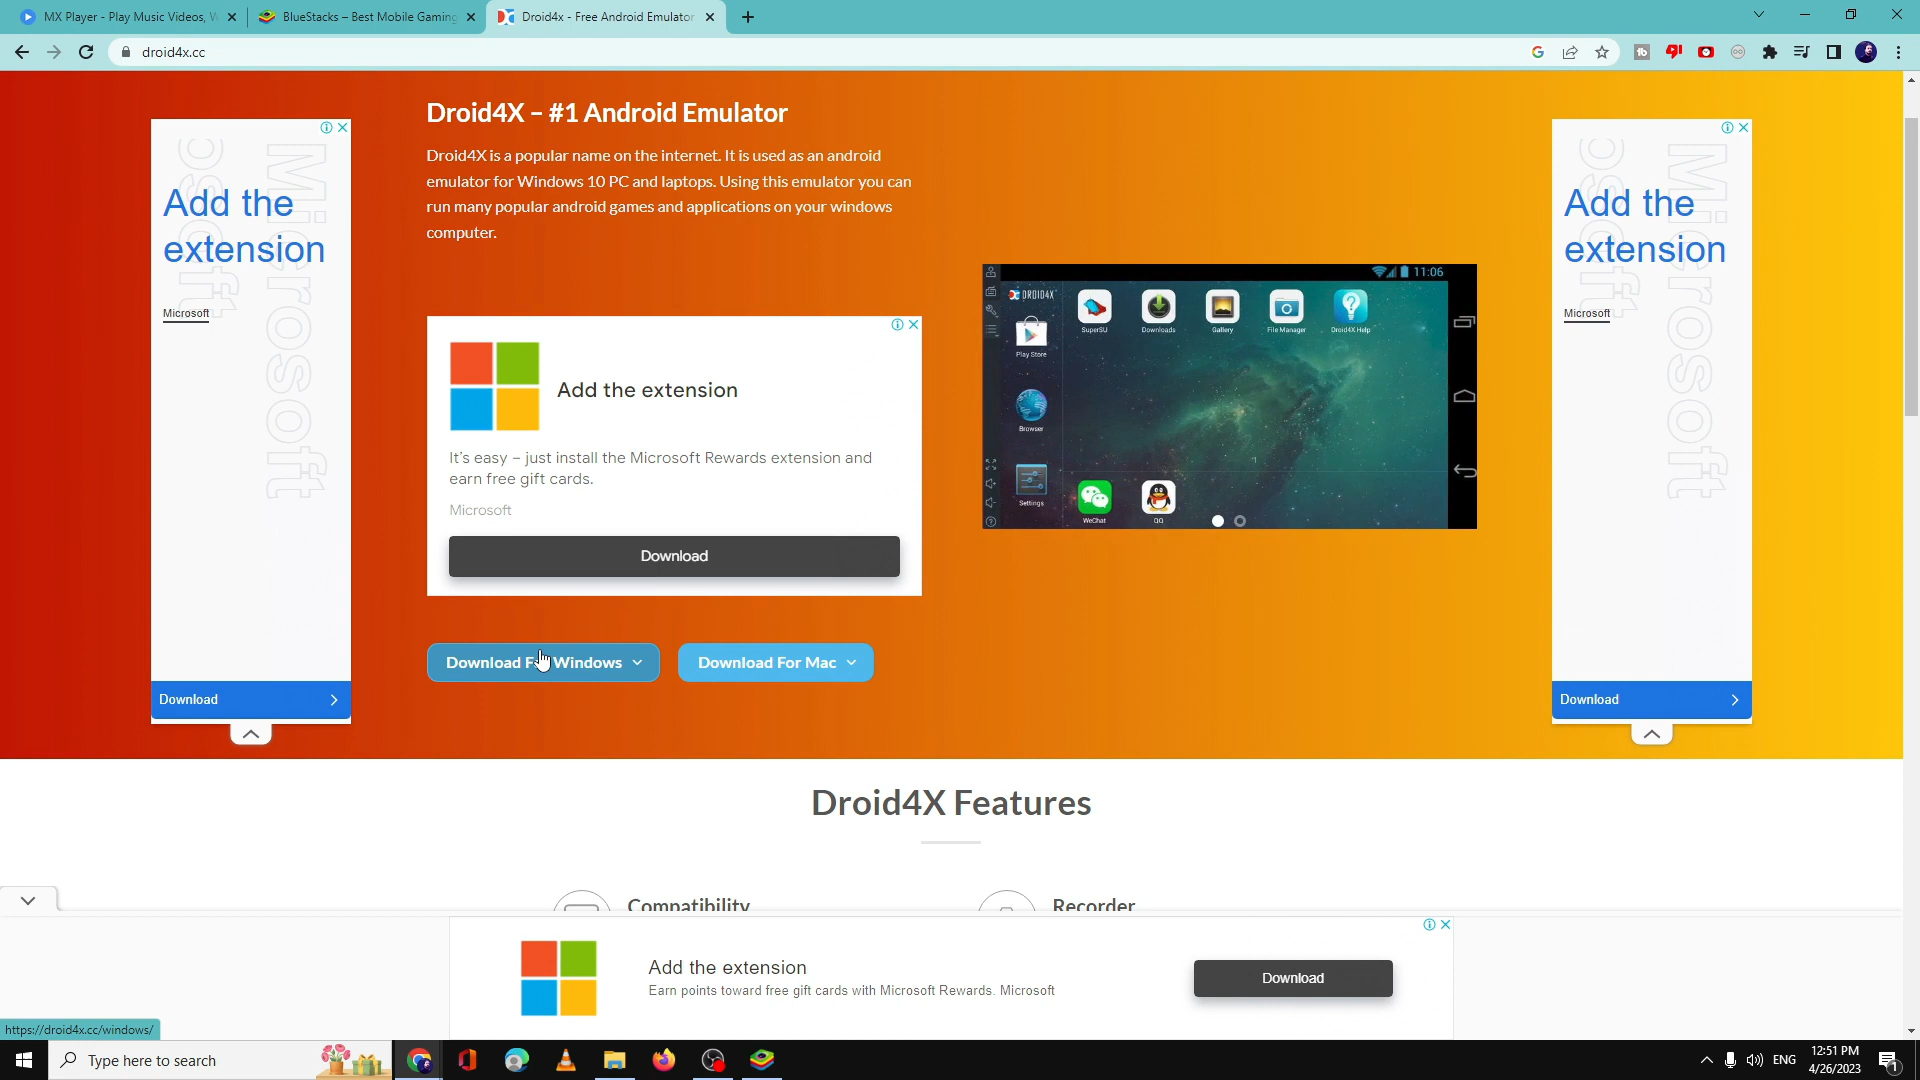 MX Player - Play Music Videos, W
BlueStacks – Best Mobile Gaming
Droid4x - Free Android Emulator
droid4x.cc
Droid4X – #1 Android Emulator
Droid4X is a popular name on the internet. It is used as an android
emulator for Windows 10 PC and laptops. Using this emulator you can
run many popular android games and applications on your windows
computer.
Microsoft
Add the
extension
Microsoft
Download
Add the extension
It's easy – just install the Microsoft Rewards extension and
earn free gift cards.
Microsoft
Download
11:06
DROID4X
SuperSU
Downloads
Gallery
File Manager
Droid4X Help
Play Store
Browser
Settings
WeChat
QQ
Microsoft
Add the
extension
Microsoft
Download
Download F Windows
Download For Mac
Droid4X Features
Compatibility
Recorder
Add the extension
Earn points toward free gift cards with Microsoft Rewards. Microsoft
Download
https://droid4x.cc/windows/
Type here to search
ENG
12:51 PM
4/26/2023
1